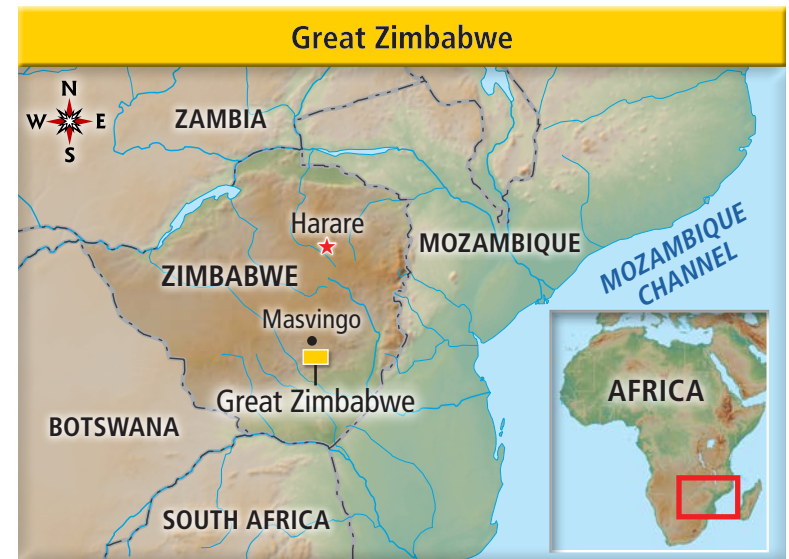 Great Zimbabwe
N
W E
S
ZAMBIA
Harare
MOZAMBIQUE
MOZAMBIQUE
CHANNEL
ZIMBABWE
Masvingo
Great Zimbabwe
BOTSWANA
SOUTH AFRICA
AFRICA